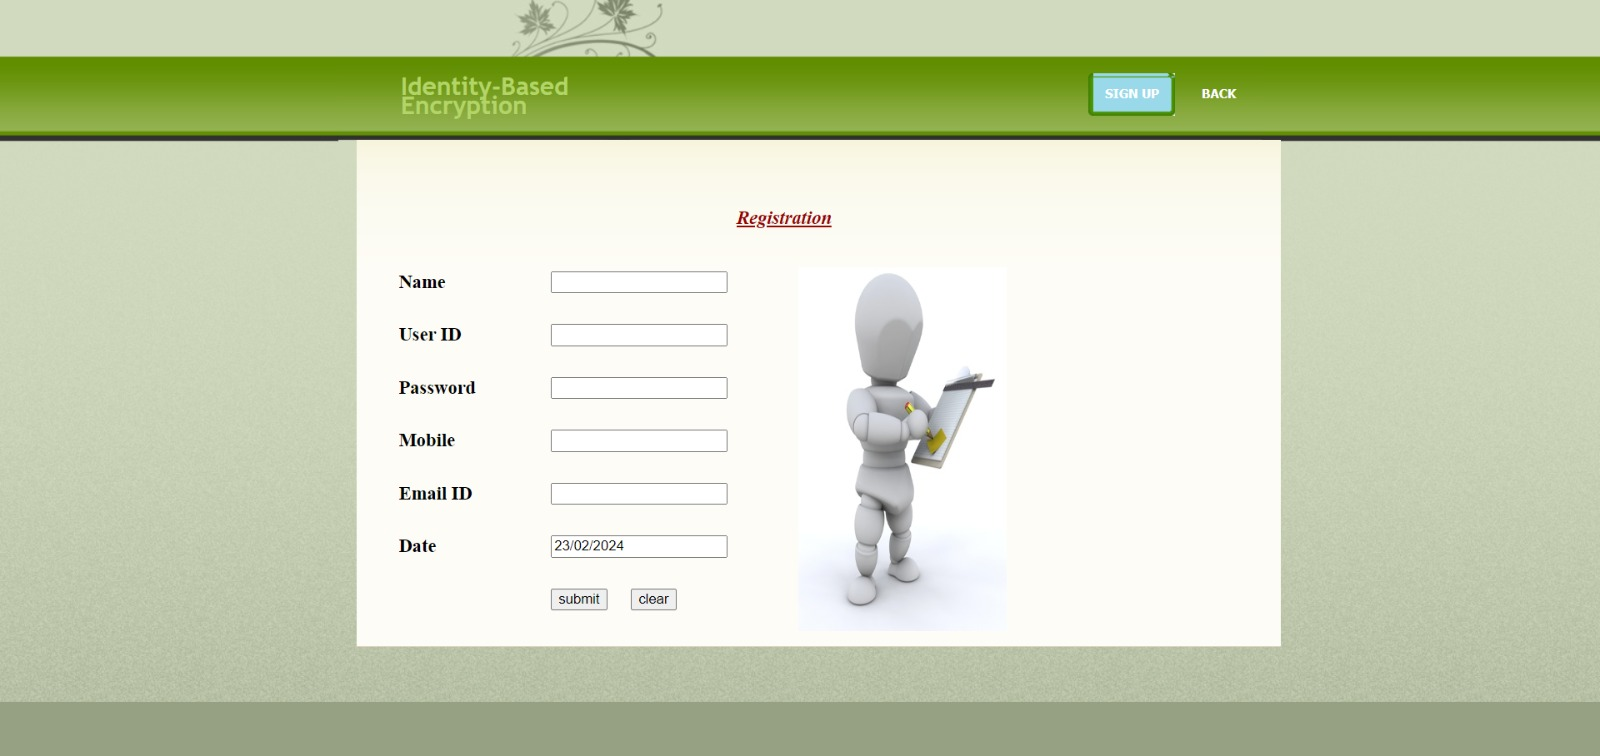 Identity-Based
Encryption
SIGN UP
BACK
Registration
Name
User ID
Password
Mobile
Email ID
Date 23/02/2024
submit clear